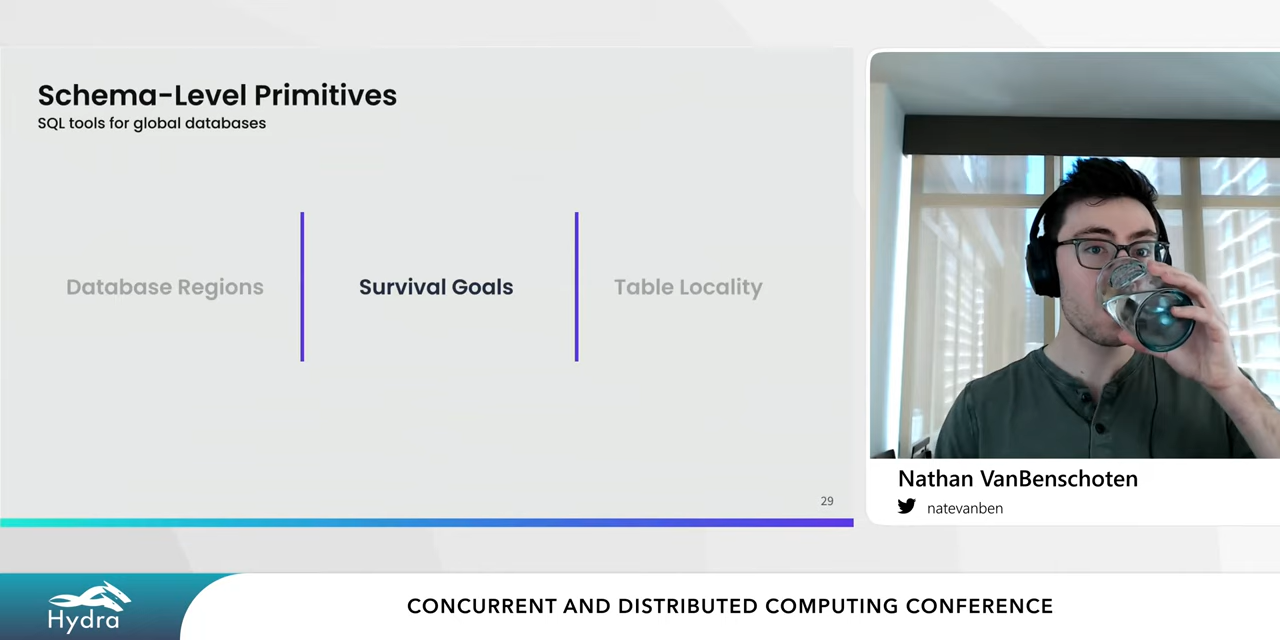 Schema-Level Primitives
SQL tools for global databases
Database Regions
Survival Goals
Table Locality
29
Nathan VanBenschoten
natevanben
Hydra
CONCURRENT AND DISTRIBUTED COMPUTING CONFERENCE